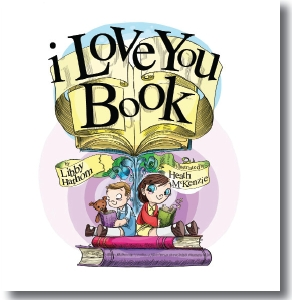 i Love You
Book
by
Libby
Hathorn
illustrated by
Heath
McKenzie